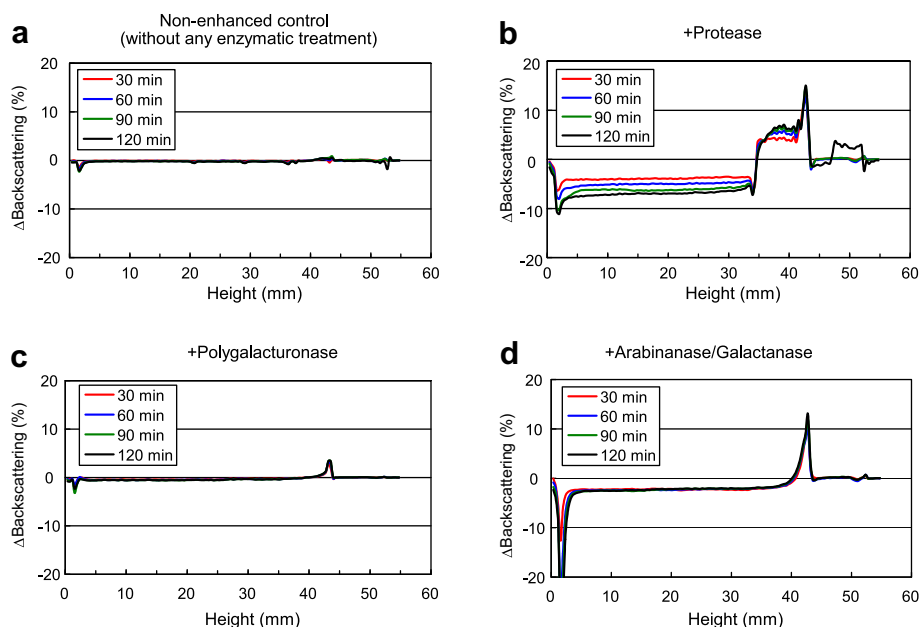 a
Non-enhanced control
(without any enzymatic treatment)
ΔBackscattering (%)
20
10
0
-10
-20
30 min
60 min
90 min
120 min
0 10 20 30 40 50 60
Height (mm)
b
+Protease
ΔBackscattering (%)
20
10
0
-10
-20
30 min
60 min
90 min
120 min
0 10 20 30 40 50 60
Height (mm)
c
+Polygalacturonase
ΔBackscattering (%)
20
10
0
-10
-20
30 min
60 min
90 min
120 min
0 10 20 30 40 50 60
Height (mm)
d
+Arabinanase/Galactanase
ΔBackscattering (%)
20
10
0
-10
-20
30 min
60 min
90 min
120 min
0 10 20 30 40 50 60
Height (mm)